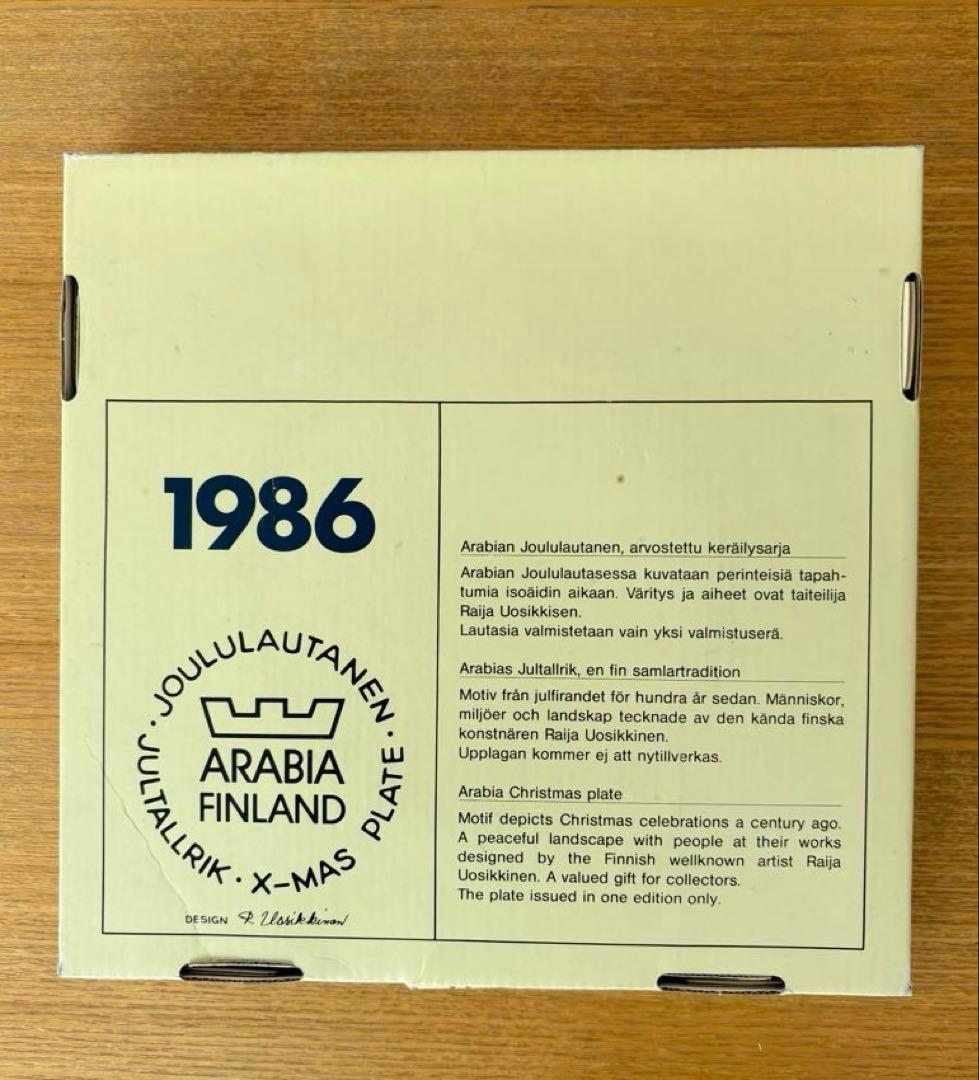 1986
JOULULAUTANEN · JULTALLRIK · X-MAS PLATE ·
ARABIA
FINLAND
DESIGN R Uosikkinen
Arabian Joululautanen, arvostettu keräilysarja
Arabian Joululautasessa kuvataan perinteisiä tapah-
tumia isoäidin aikaan. Väritys ja aiheet ovat taiteilija
Raija Uosikkisen.
Lautasia valmistetaan vain yksi valmistuserä.
Arabias Jultallrik, en fin samlartradition
Motiv från julfirandet för hundra år sedan. Människor,
miljöer och landskap tecknade av den kända finska
konstnären Raija Uosikkinen.
Upplagan kommer ej att nytillverkas.
Arabia Christmas plate
Motif depicts Christmas celebrations a century ago.
A peaceful landscape with people at their works
designed by the Finnish wellknown artist Raija
Uosikkinen. A valued gift for collectors.
The plate issued in one edition only.